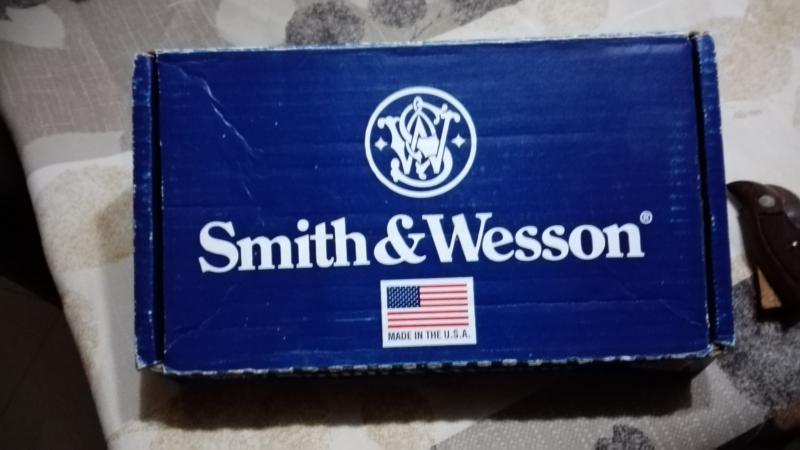 Smith & Wesson®
MADE IN THE U.S.A.